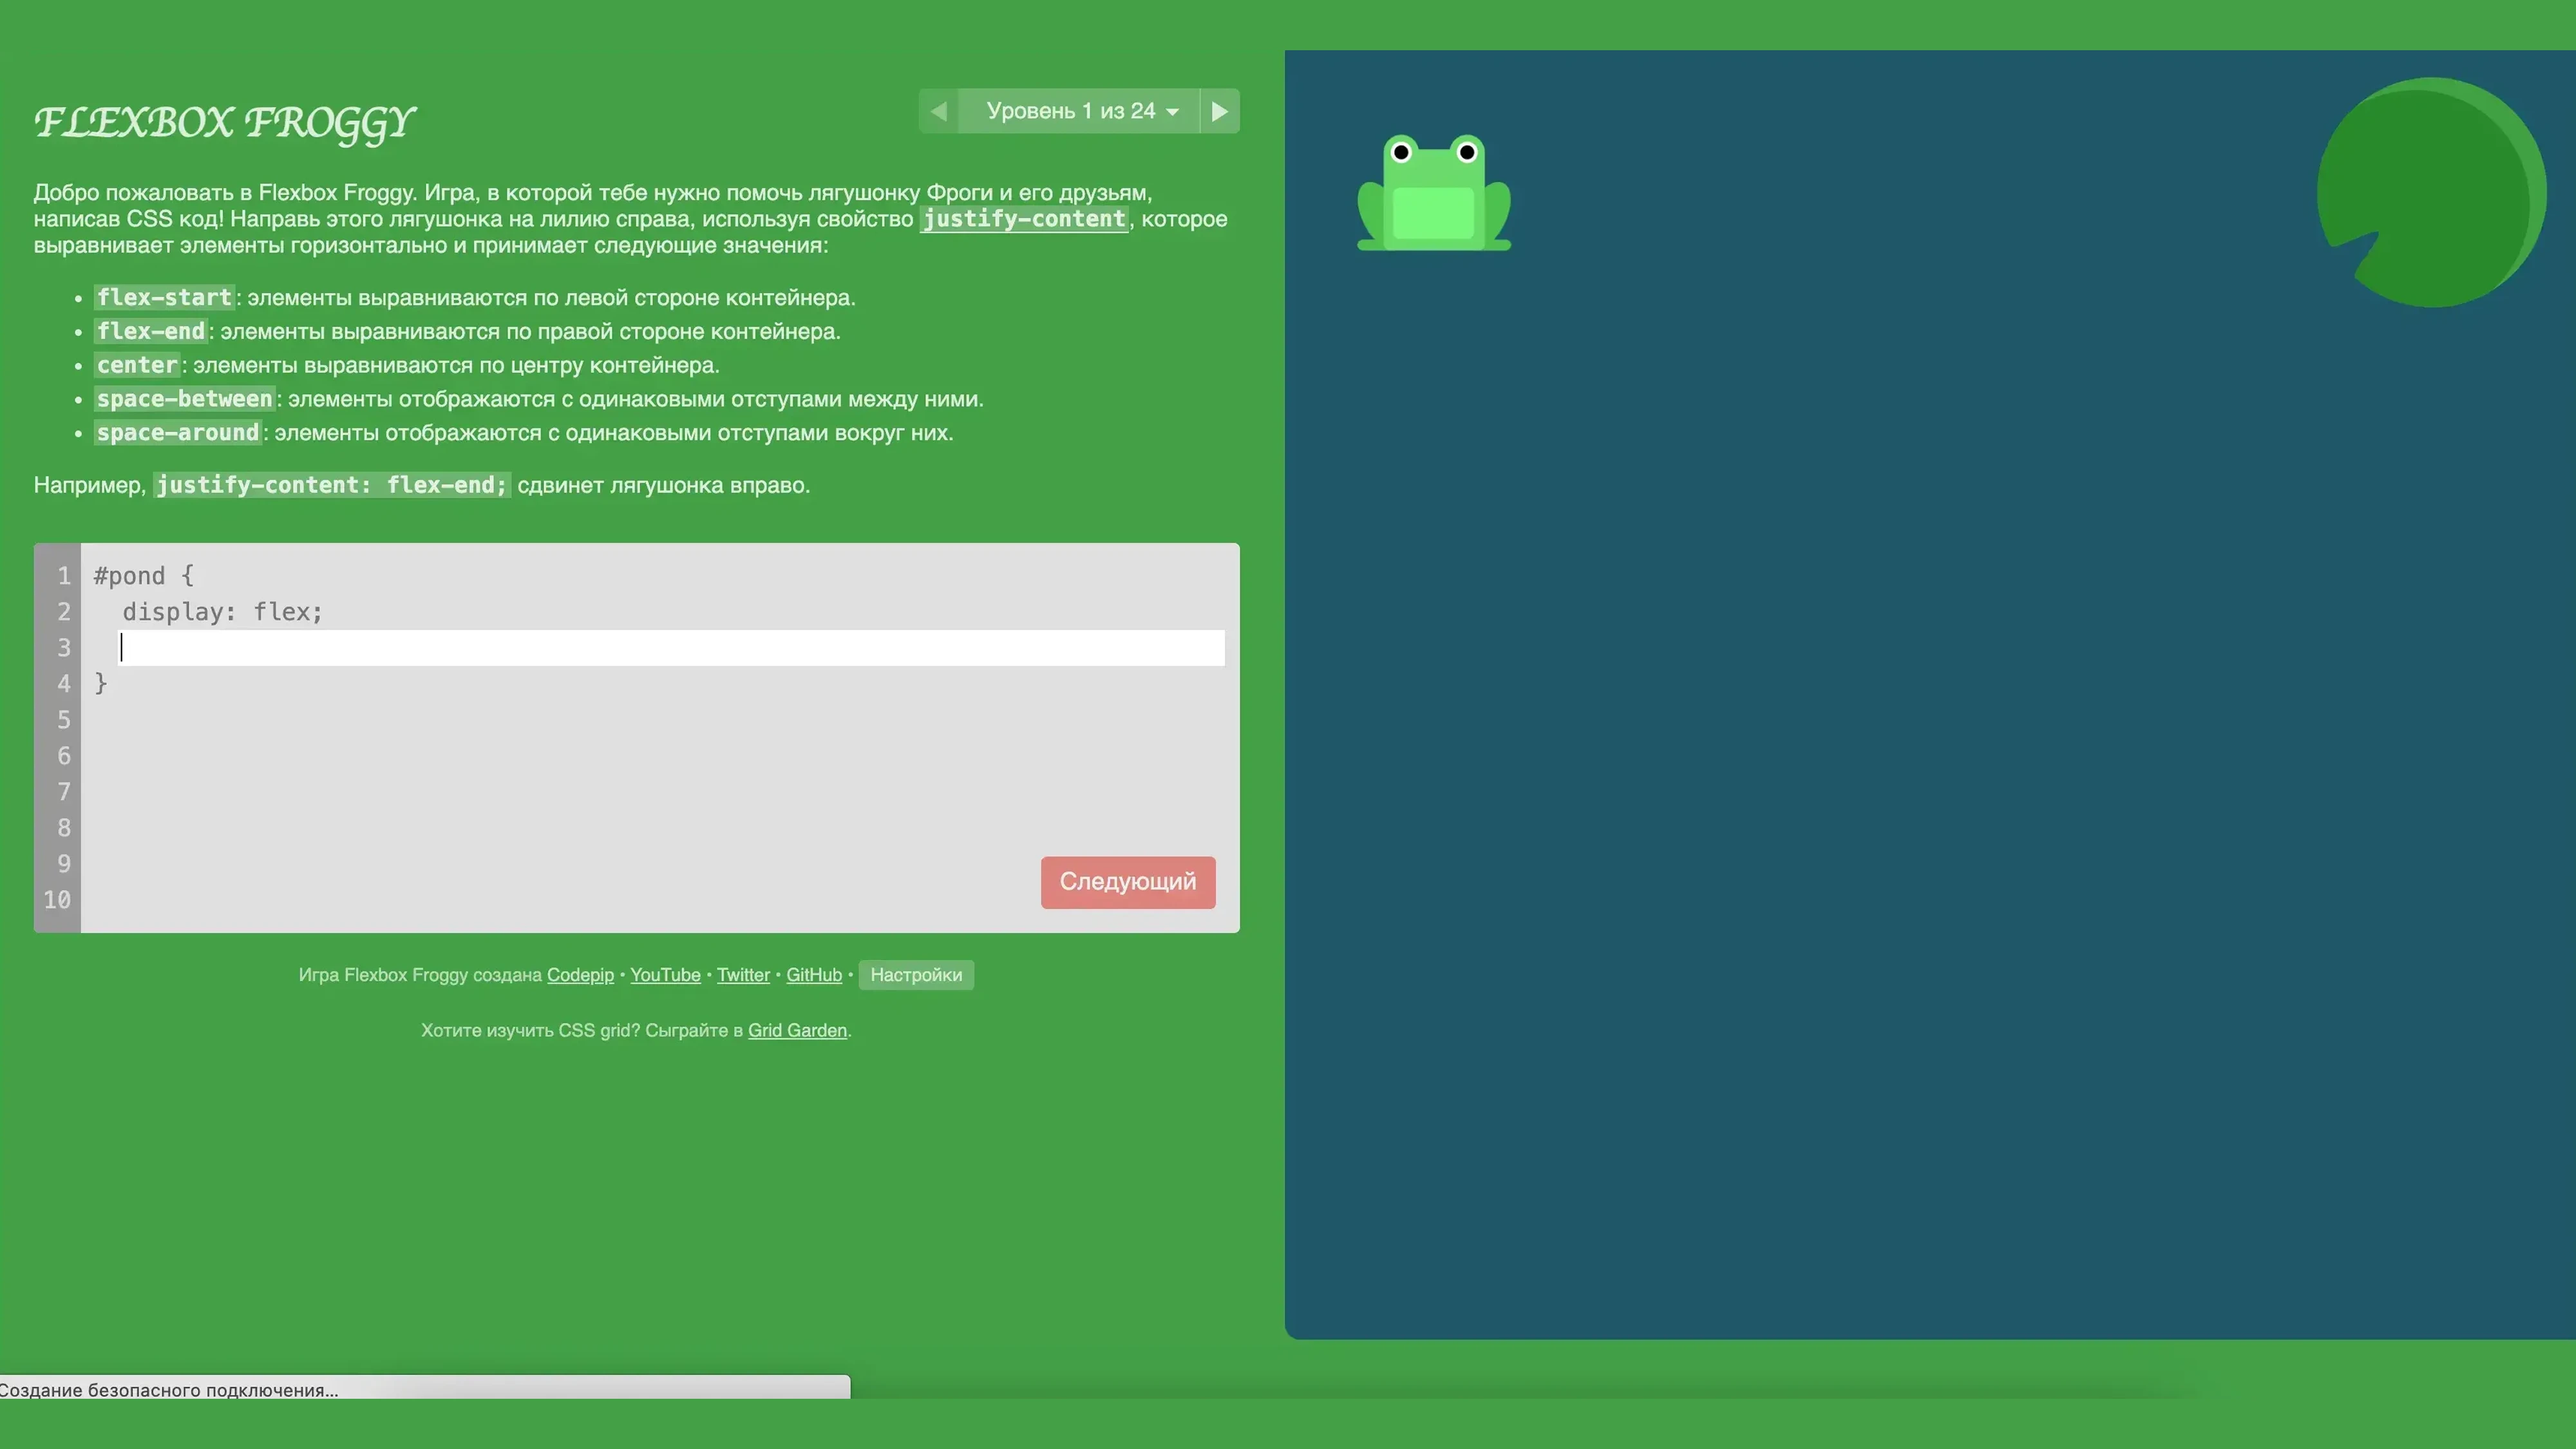 FLEXBOX FROGGY
Уровень 1 из 24
Добро пожаловать в Flexbox Froggy. Игра, в которой тебе нужно помочь лягушонку Фроги и его друзьям,
написав CSS код! Направь этого лягушонка на лилию справа, используя свойство justify-content, которое
выравнивает элементы горизонтально и принимает следующие значения:
• flex-start: элементы выравниваются по левой стороне контейнера.
• flex-end: элементы выравниваются по правой стороне контейнера.
• center: элементы выравниваются по центру контейнера.
• space-between: элементы отображаются с одинаковыми отступами между ними.
• space-around: элементы отображаются с одинаковыми отступами вокруг них.
Например, justify-content: flex-end; сдвинет лягушонка вправо.
1 #pond {
2 display: flex;
3
4 }
5
6
7
8
9
10
Следующий
Игра Flexbox Froggy создана Codepip • YouTube • Twitter • GitHub • Настройки
Хотите изучить CSS grid? Сыграйте в Grid Garden.
Создание безопасного подключения...